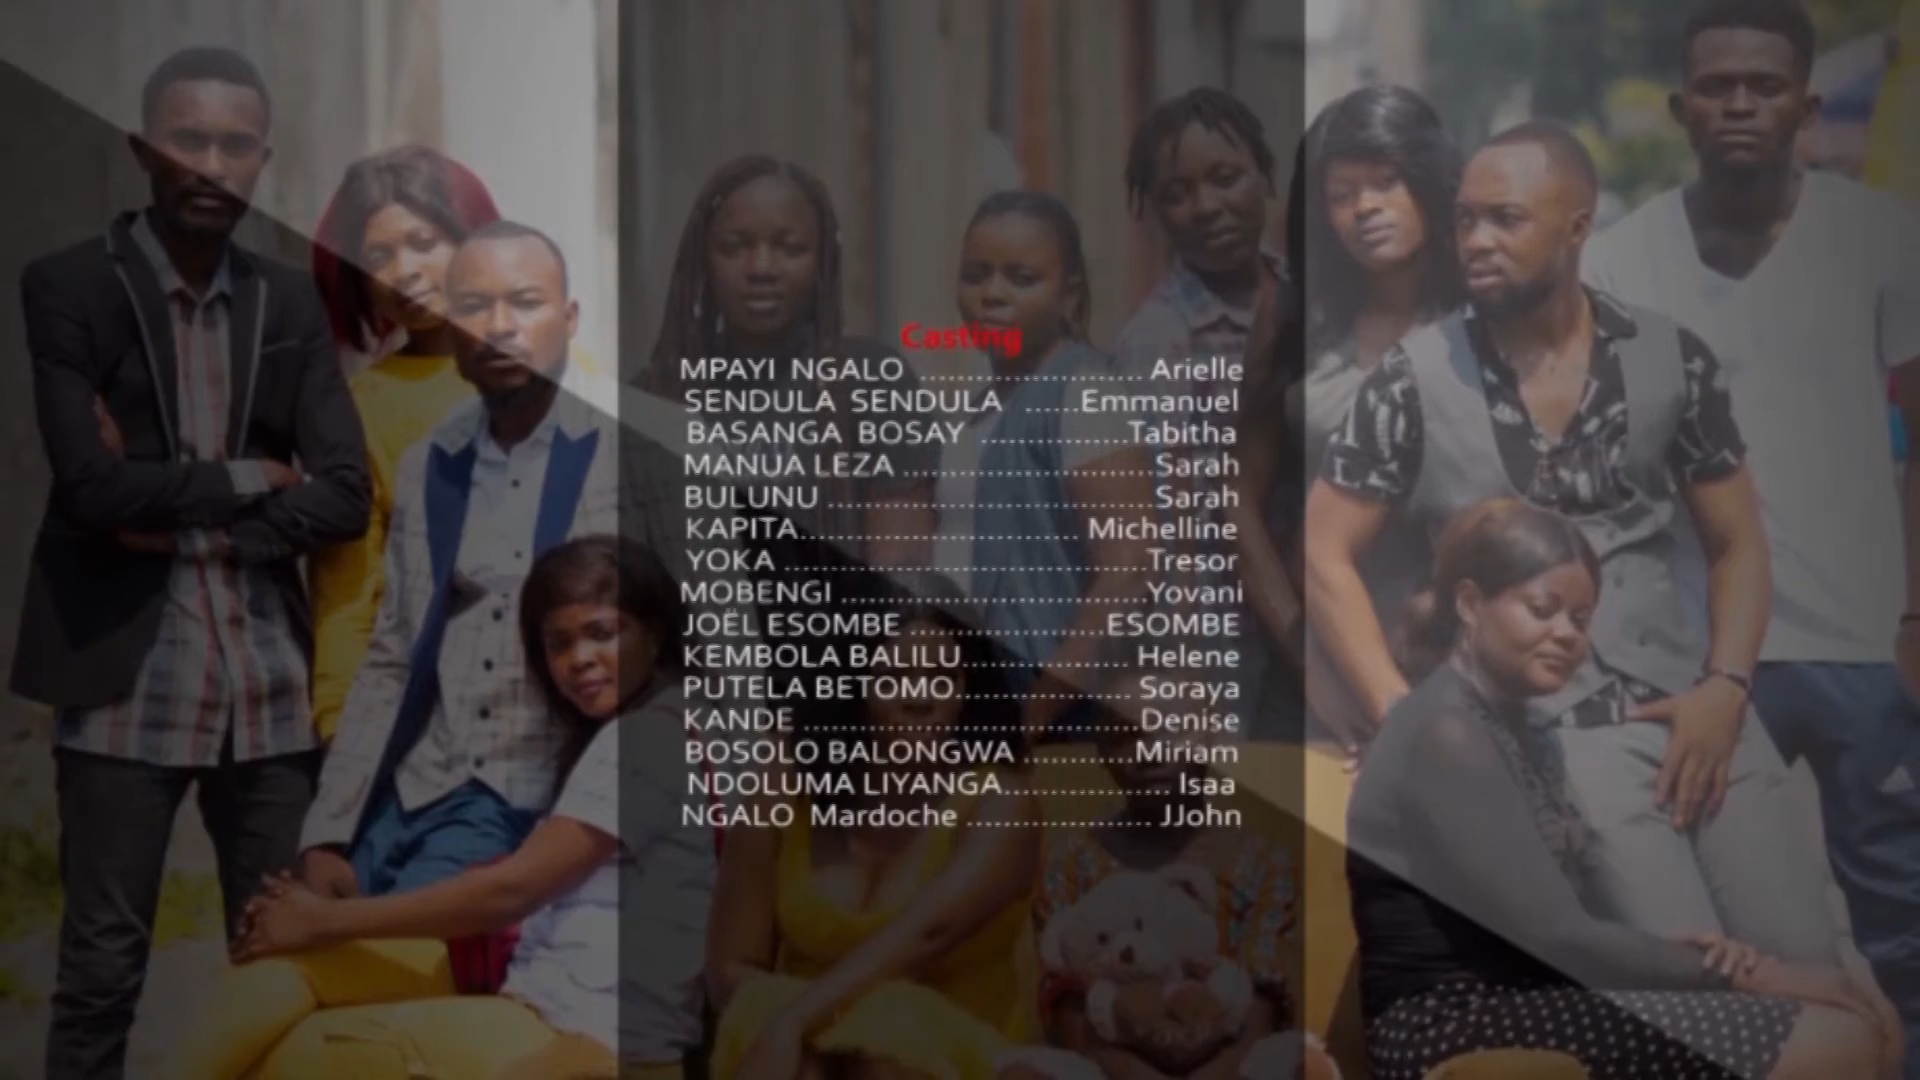 Casting
MPAYI NGALO ........................ Arielle
SENDULA SENDULA ......Emmanuel
BASANGA BOSAY ................Tabitha
MANUA LEZA ...........................Sarah
BULUNU ...................................Sarah
KAPITA.............................. Michelline
YOKA .......................................Tresor
MOBENGI .................................Yovani
JOËL ESOMBE .....................ESOMBE
KEMBOLA BALILU.................. Helene
PUTELA BETOMO................... Soraya
KANDE ....................................Denise
BOSOLO BALONGWA ............Miriam
NDOLUMA LIYANGA.................. Isaa
NGALO Mardoche .................... JJohn